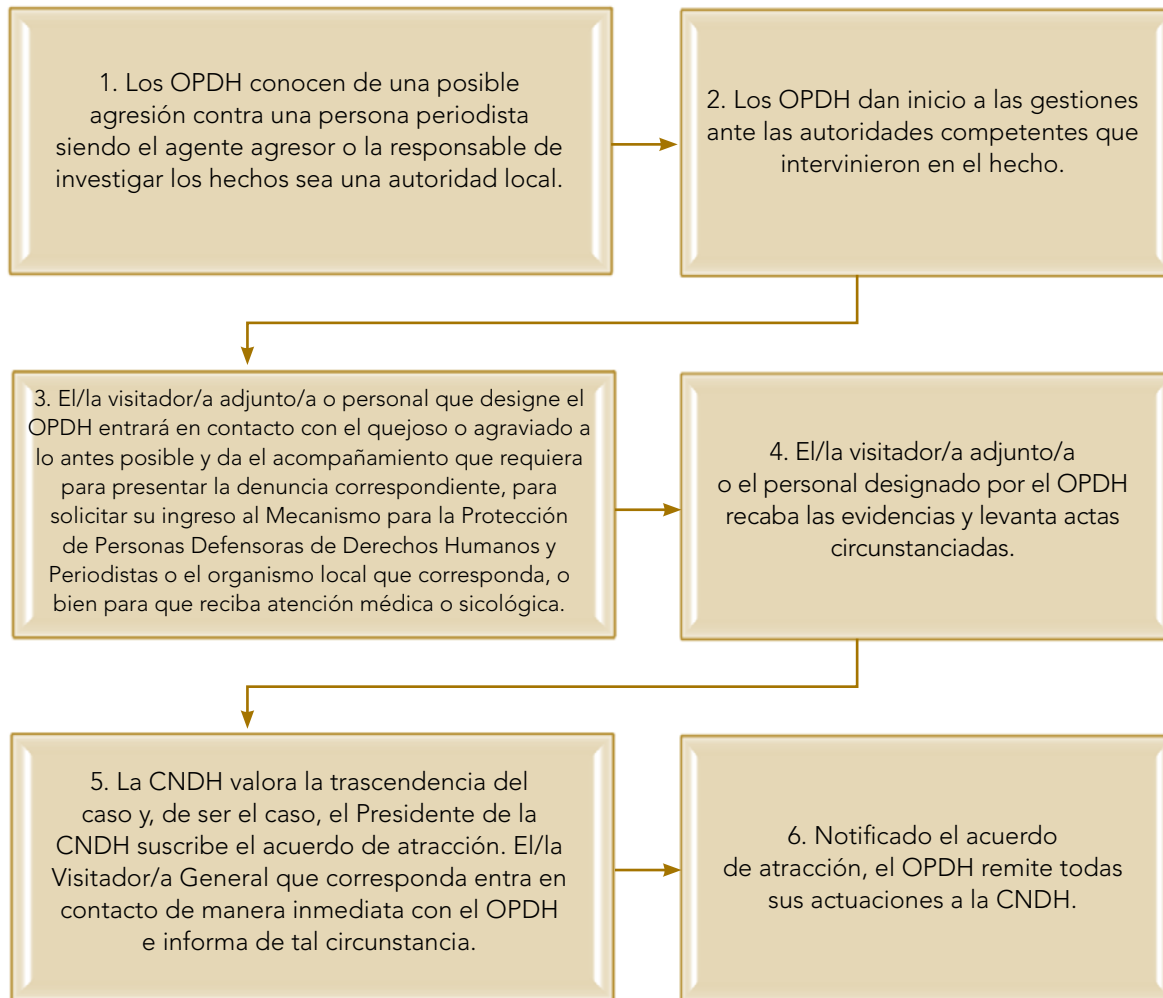 1. Los OPDH conocen de una posible
agresión contra una persona periodista
siendo el agente agresor o la responsable de
investigar los hechos sea una autoridad local.
2. Los OPDH dan inicio a las gestiones
ante las autoridades competentes que
intervinieron en el hecho.
3. El/la visitador/a adjunto/a o personal que designe el
OPDH entrará en contacto con el quejoso o agraviado a
lo antes posible y da el acompañamiento que requiera
para presentar la denuncia correspondiente, para
solicitar su ingreso al Mecanismo para la Protección
de Personas Defensoras de Derechos Humanos y
Periodistas o el organismo local que corresponda, o
bien para que reciba atención médica o sicológica.
4. El/la visitador/a adjunto/a
o el personal designado por el OPDH
recaba las evidencias y levanta actas
circunstanciadas.
5. La CNDH valora la trascendencia del
caso y, de ser el caso, el Presidente de la
CNDH suscribe el acuerdo de atracción. El/la
Visitador/a General que corresponda entra en
contacto de manera inmediata con el OPDH
e informa de tal circunstancia.
6. Notificado el acuerdo
de atracción, el OPDH remite todas
sus actuaciones a la CNDH.